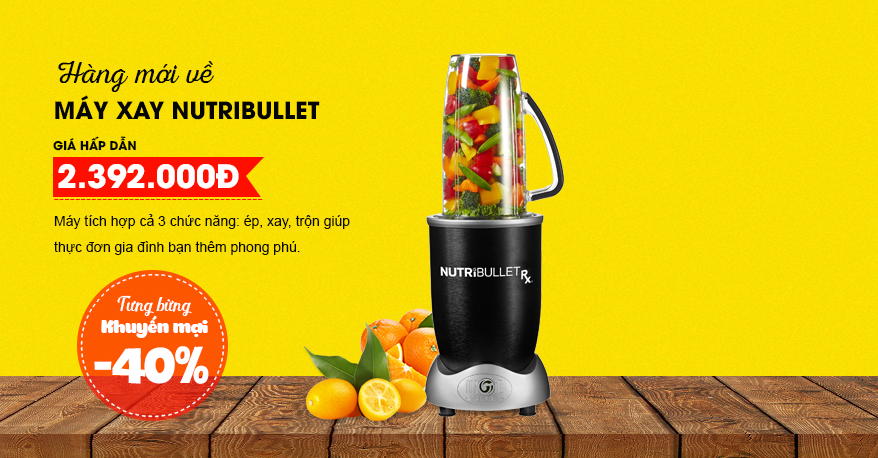 Hàng mới về
MÁY XAY NUTRIBULLET
GIÁ HẤP DẪN
2.392.000Đ
Máy tích hợp cả 3 chức năng: ép, xay, trộn giúp
thực đơn gia đình bạn thêm phong phú.
Tưng bừng
Khuyến mại
-40%
NUTRiBULLET Rx